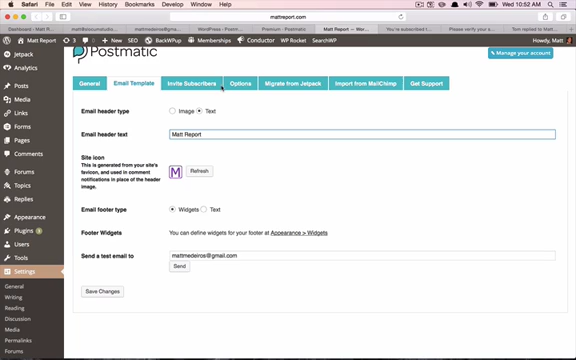 Safari File Edit View History Bookmarks Develop Window Help
Wed 10:52 AM
mattreport.com
Dashboard ‹ Matt R...
mattmedeiros@gma...
WordPress › Postm...
Premium - Postmatic
Matt Report — Wor...
You're subscribed t...
Please verify your s...
Tom replied to matt...
Matt Report
New
SEO
BackWPup
Memberships
Conductor
SearchWP
Howdy, Matt
Postmatic
Manage your account
Jetpack
Analytics
Posts
Media
Links
Forms
Pages
Comments
Forums
Topics
Replies
Appearance
Plugins
Users
Tools
Settings
General
Writing
Reading
Discussion
Media
Permalinks
Forums
General
Email Template
Invite Subscribers
Options
Migrate from Jetpack
Import from MailChimp
Get Support
Email header type
Image
Text
Email header text
Matt Report
Site icon
This is generated from your site's
favicon, and used in comment
notifications in place of the header
image.
M
Refresh
Email footer type
Widgets
Text
Footer Widgets
You can define widgets for your footer at Appearance > Widgets
Send a test email to
mattmedeiros@gmail.com
Send
Save Changes